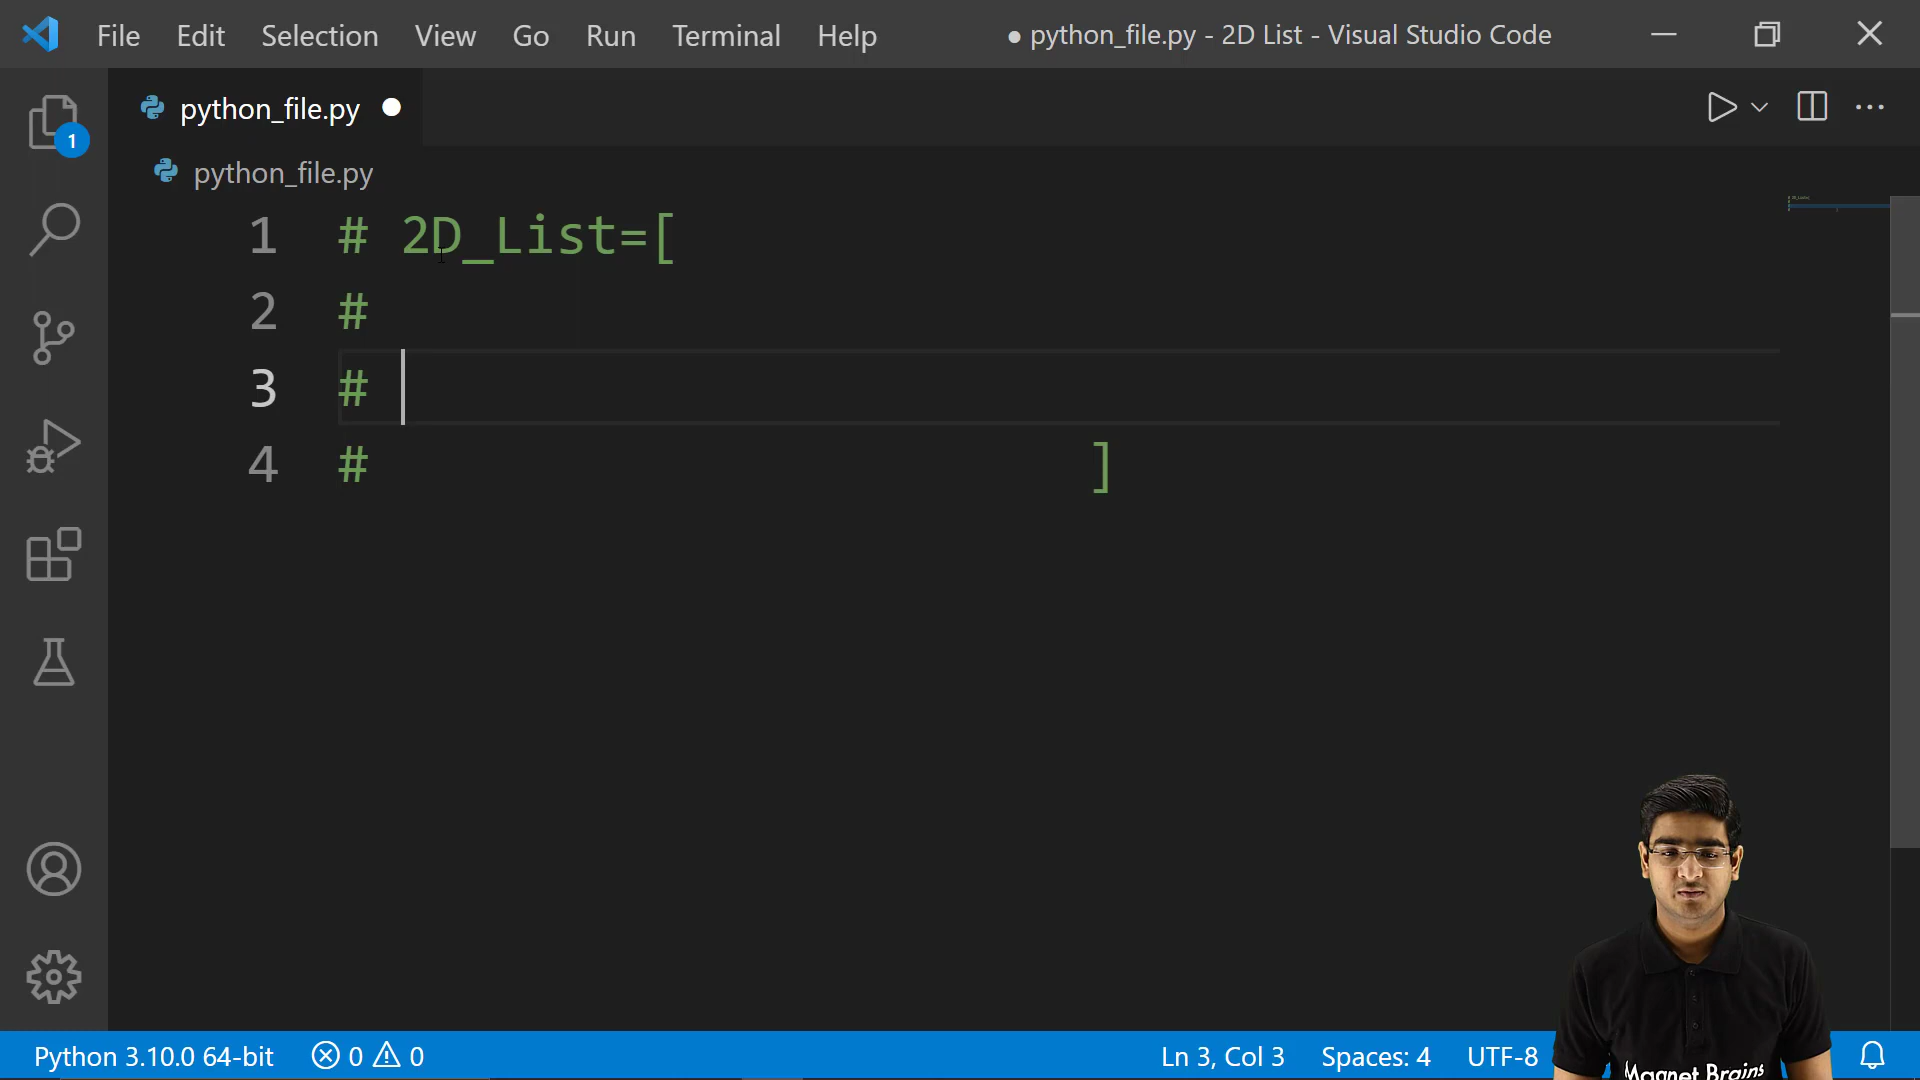 File Edit Selection View Go Run Terminal Help ● python_file.py - 2D List - Visual Studio Code
python_file.py
1
python_file.py
1 # 2D_List=[
2 #
3 #
4 # ]
Python 3.10.0 64-bit 0 0 Ln 3, Col 3 Spaces: 4 UTF-8
Magnet Brains